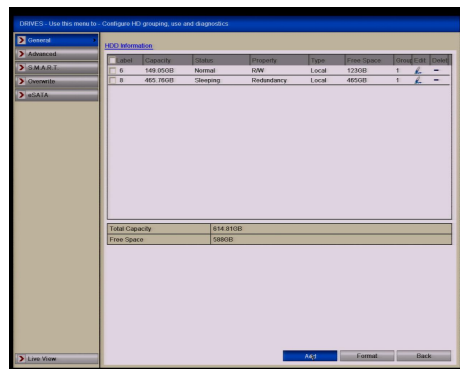 DRIVES - Use this menu to - Configure HD grouping, use and diagnostics
General
Advanced
S.M.A.R.T.
Overwrite
eSATA
HDD Information
Label Capacity Status Property Type Free Space Grou Edit Delet
6 149.05GB Normal R/W Local 123GB 1
8 465.76GB Sleeping Redundancy Local 465GB 1
Total Capacity 614.81GB
Free Space 588GB
Add Format Back
Live View